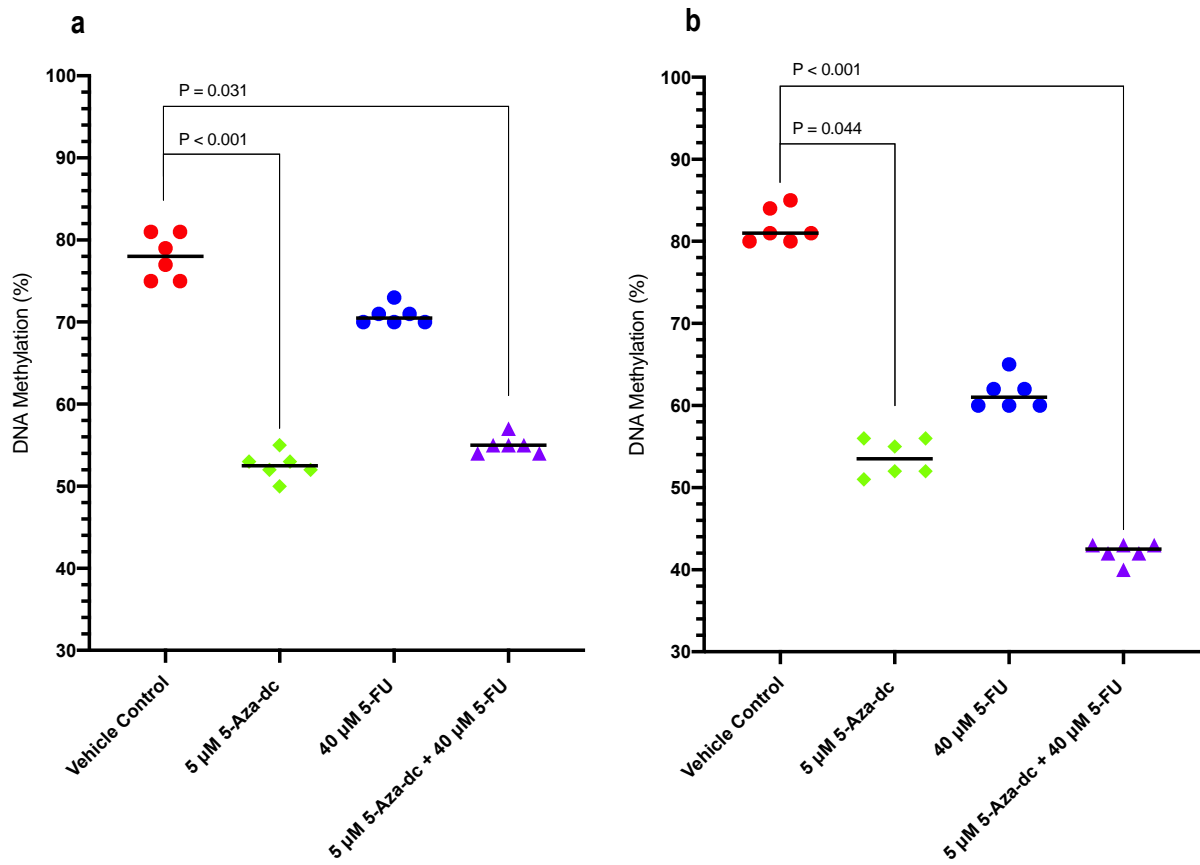 a
P = 0.031
P < 0.001
100
90
80
70
60
50
40
30
DNA Methylation (%)
Vehicle Control
5 µM 5-Aza-dc
40 µM 5-FU
5 µM 5-Aza-dc + 40 µM 5-FU
b
P < 0.001
P = 0.044
100
90
80
70
60
50
40
30
DNA Methylation (%)
Vehicle Control
5 µM 5-Aza-dc
40 µM 5-FU
5 µM 5-Aza-dc + 40 µM 5-FU